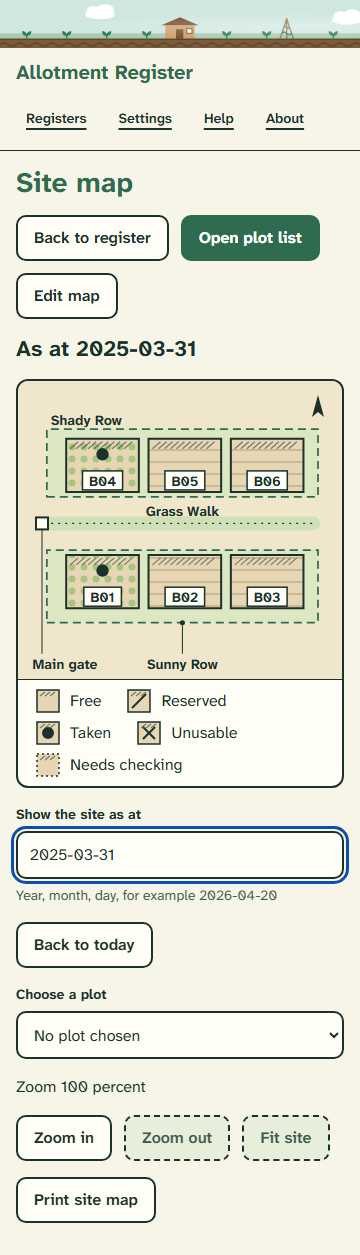 Allotment Register
Registers Settings Help About
Site map
Back to register Open plot list
Edit map
As at 2025-03-31
Shady Row
B04 B05 B06
Grass Walk
B01 B02 B03
Main gate Sunny Row
Free Reserved
Taken Unusable
Needs checking
Show the site as at
2025-03-31
Year, month, day, for example 2026-04-20
Back to today
Choose a plot
No plot chosen
Zoom 100 percent
Zoom in Zoom out Fit site
Print site map